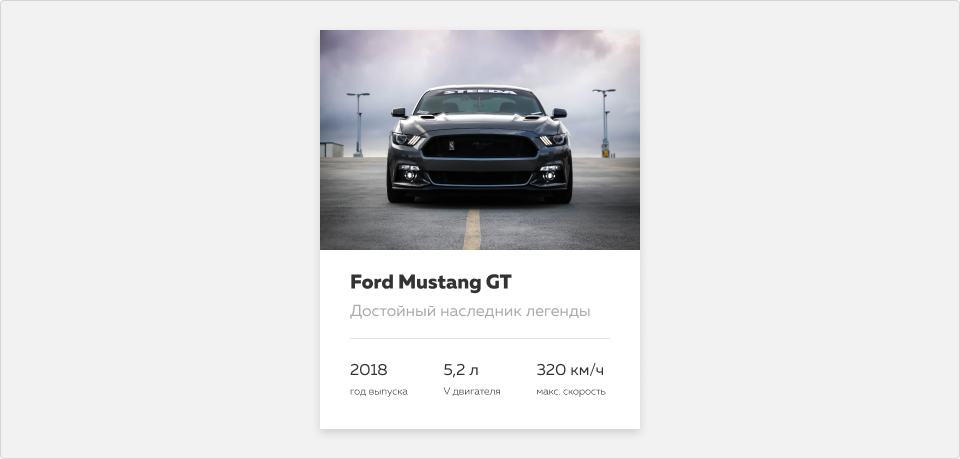 STEEDA
Ford Mustang GT
Достойный наследник легенды
2018 5,2 л 320 км/ч
год выпуска V двигателя макс. скорость